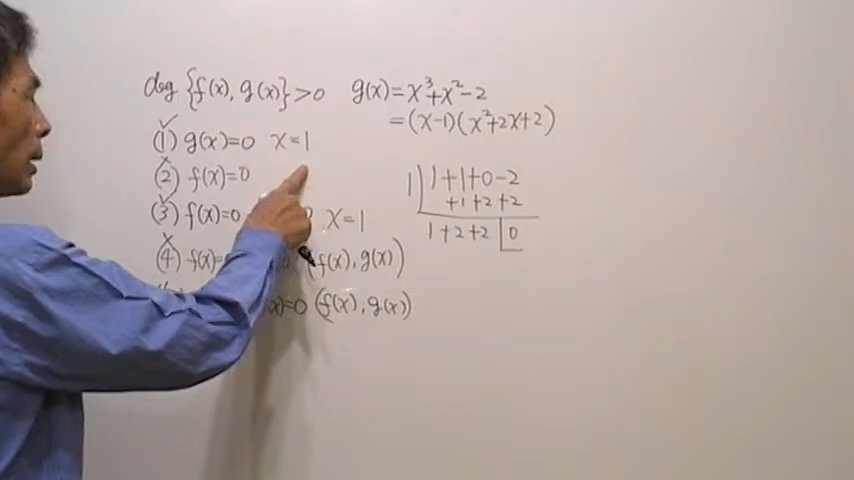 deg {f(x), g(x)} > 0 g(x) = x³+x²-2
= (x-1)(x²+2x+2)
✓
(1) g(x)=0 x=1
×
(2) f(x)=0
✓
(3) f(x)=0 x=1
×
(4) f(x)= (f(x), g(x))
x)=0 (f(x), g(x))
1 ) 1+1+0-2
+1+2+2
1+2+2 | 0